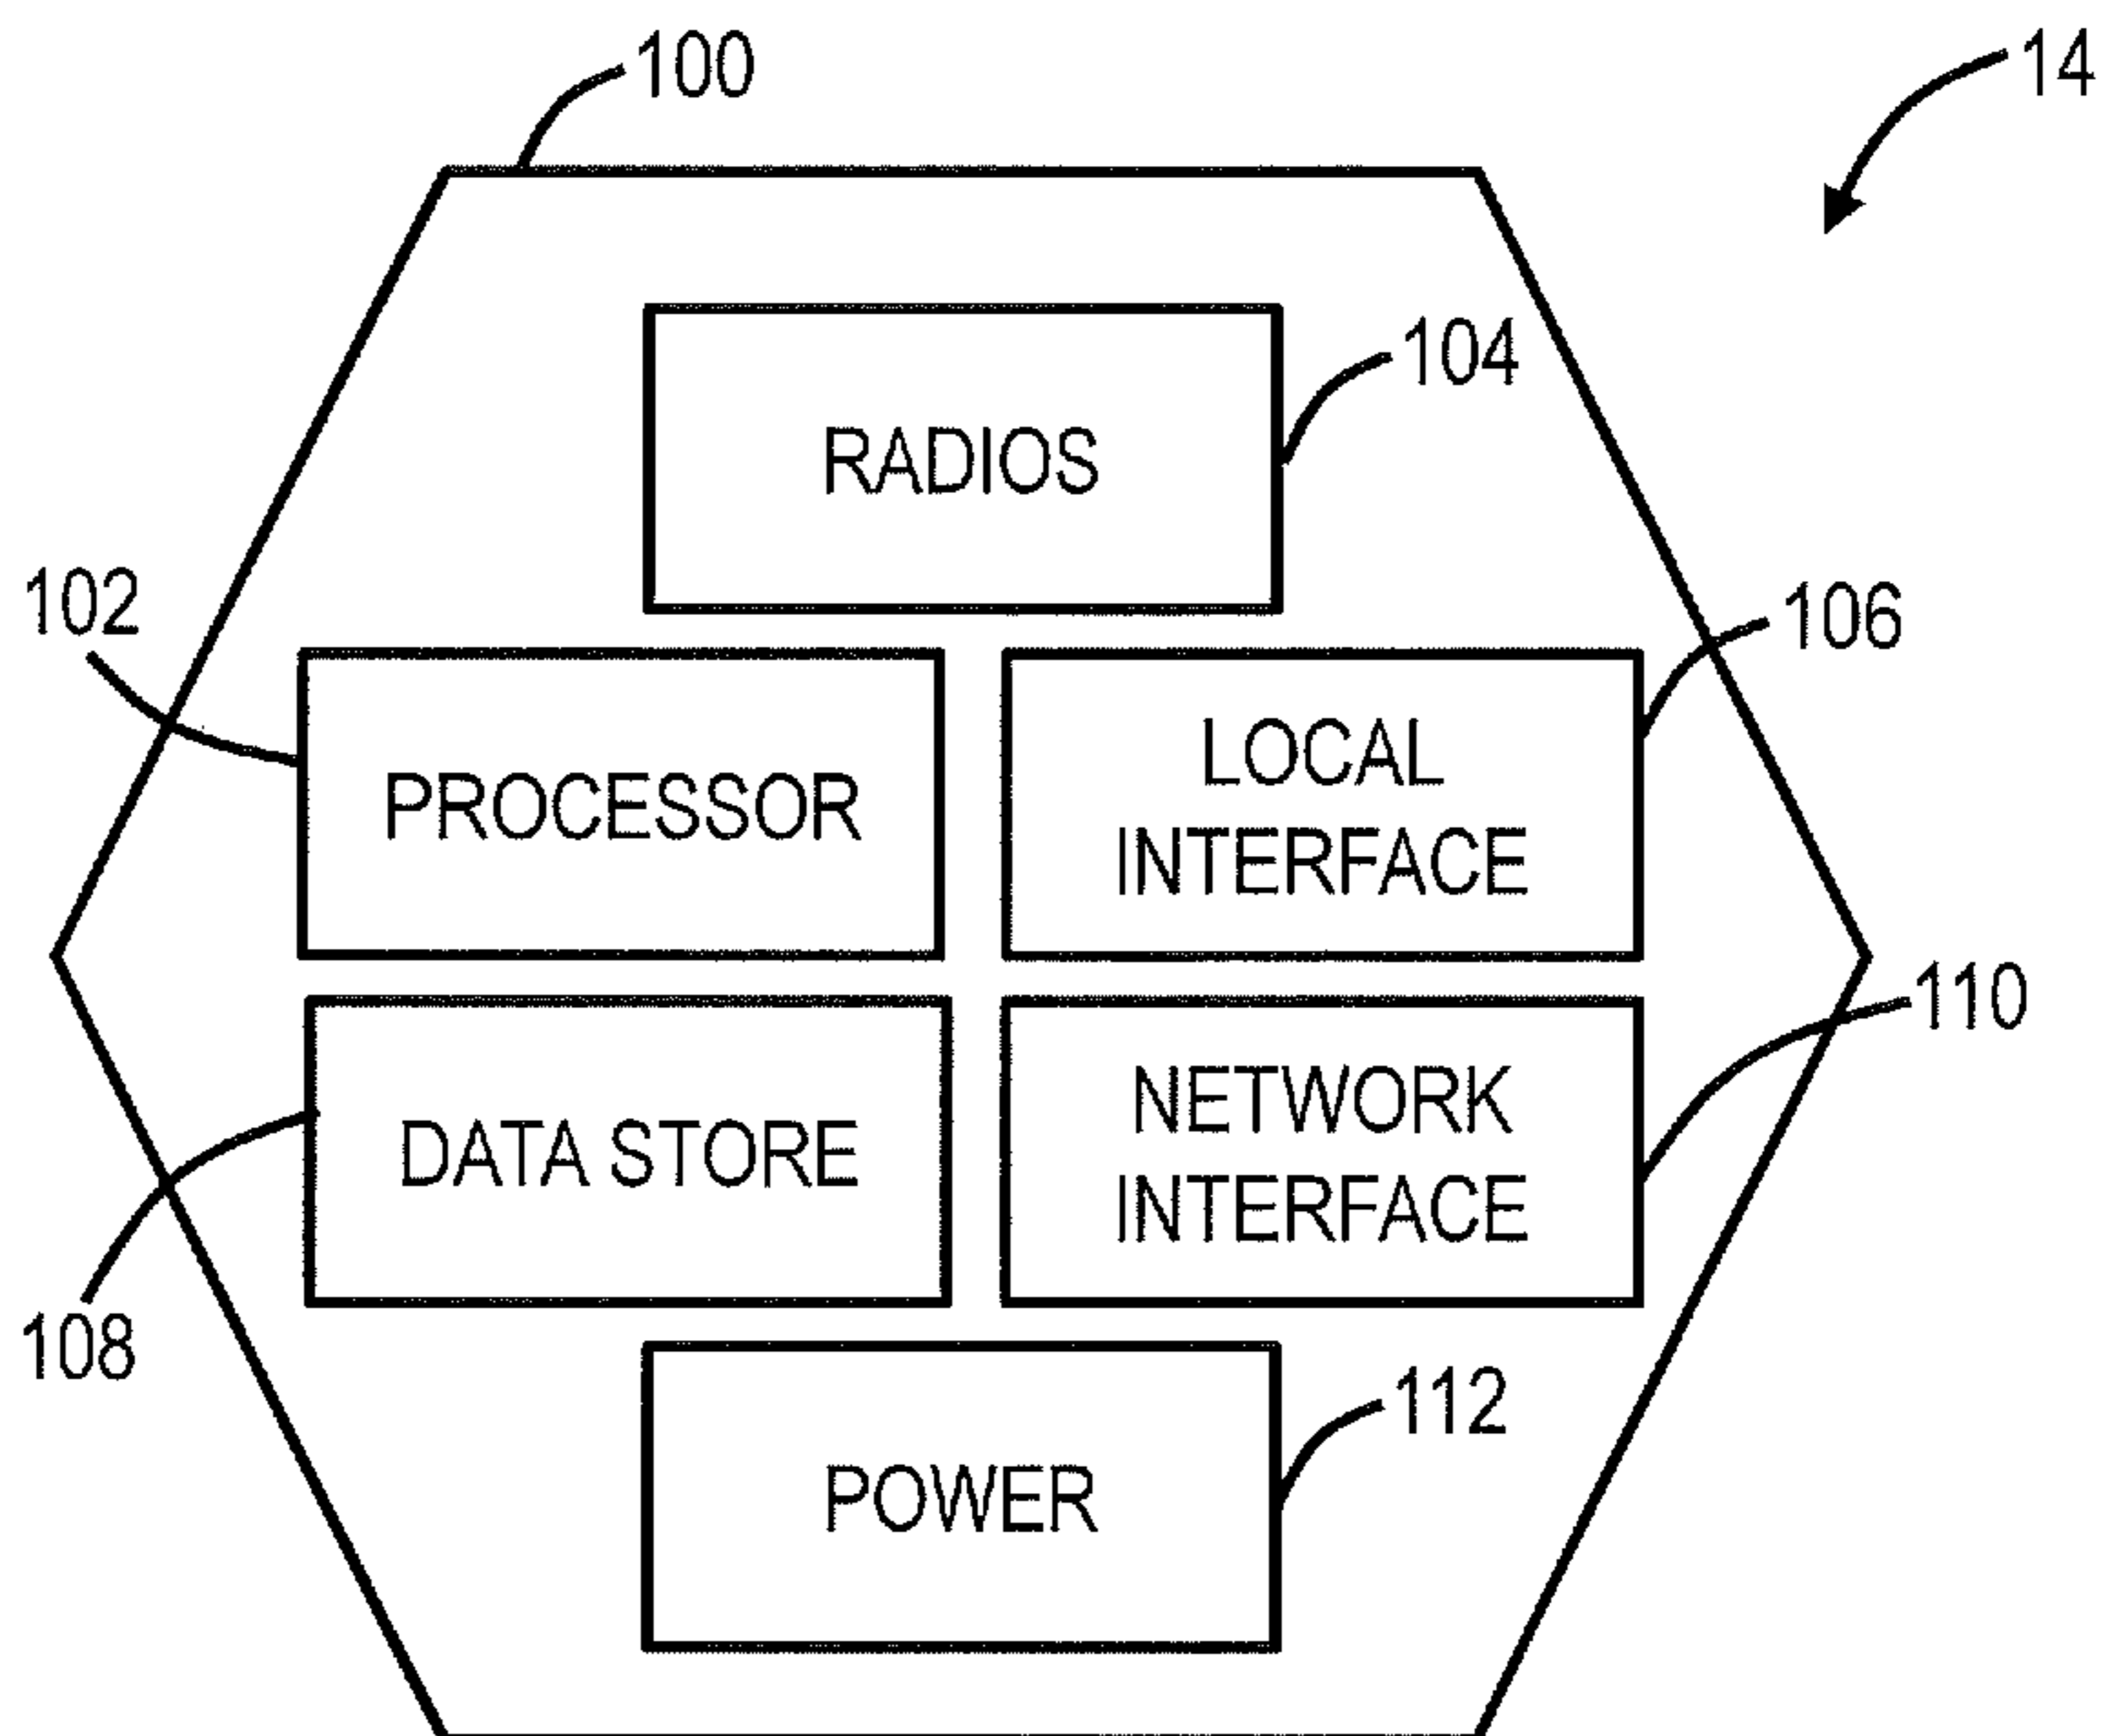 100
14
RADIOS
104
102
PROCESSOR
LOCAL
INTERFACE
106
DATA STORE
108
NETWORK
INTERFACE
110
POWER
112